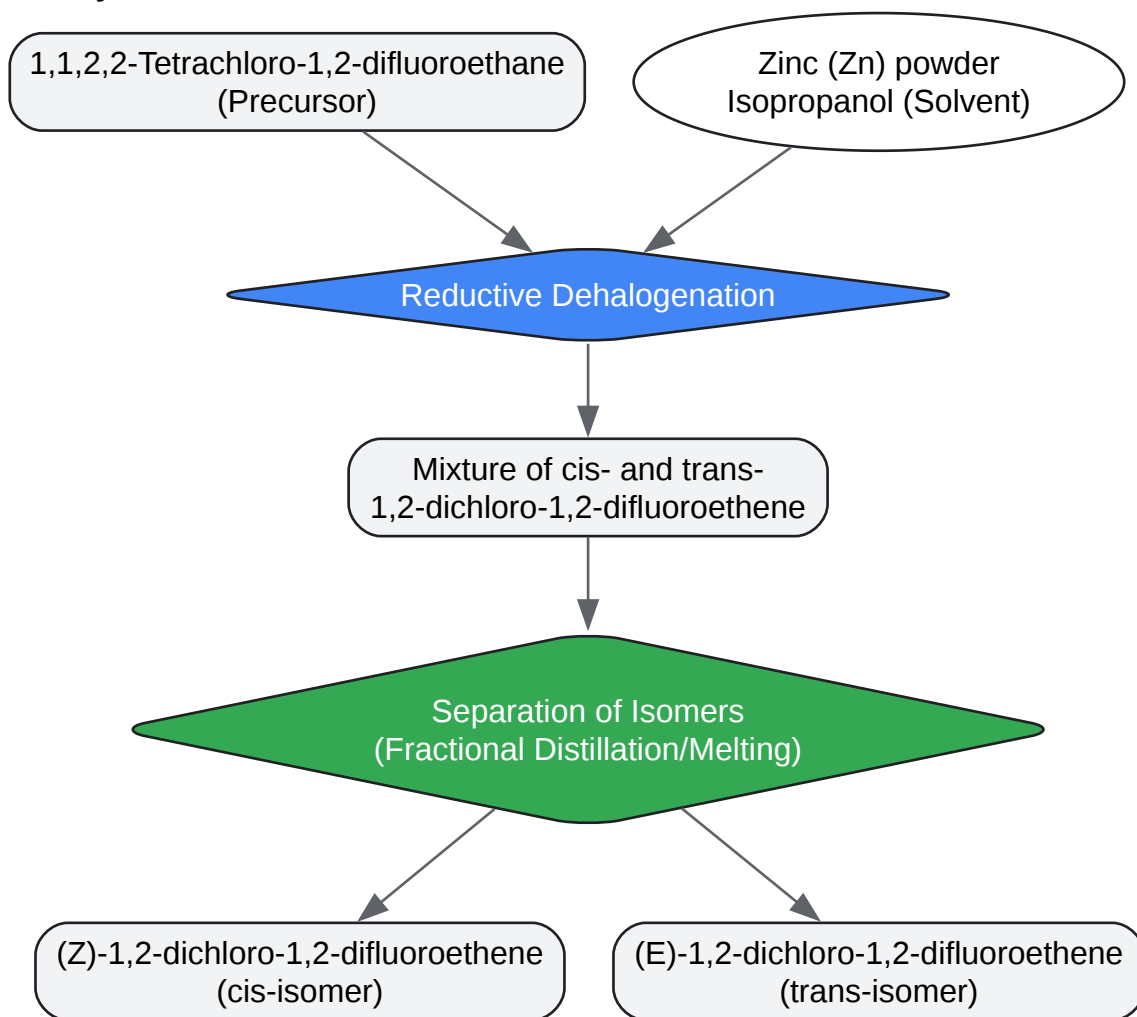 1,1,2,2-Tetrachloro-1,2-difluoroethane
(Precursor)
Zinc (Zn) powder
Isopropanol (Solvent)
Reductive Dehalogenation
Mixture of cis- and trans-
1,2-dichloro-1,2-difluoroethene
Separation of Isomers
(Fractional Distillation/Melting)
(Z)-1,2-dichloro-1,2-difluoroethene
(cis-isomer)
(E)-1,2-dichloro-1,2-difluoroethene
(trans-isomer)